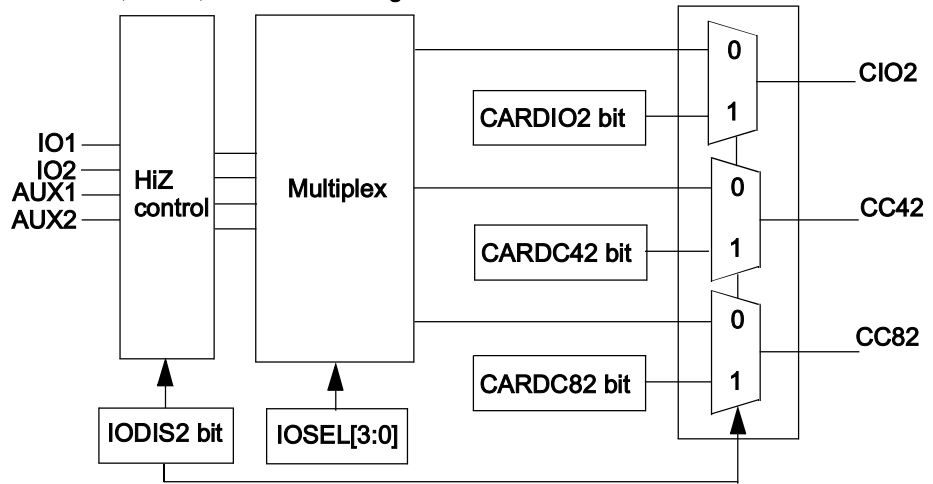 0
CIO2
CARDIO2 bit
1
IO1
IO2
AUX1
AUX2
HiZ
control
Multiplex
0
CC42
CARDC42 bit
1
0
CC82
CARDC82 bit
1
IODIS2 bit
IOSEL[3:0]